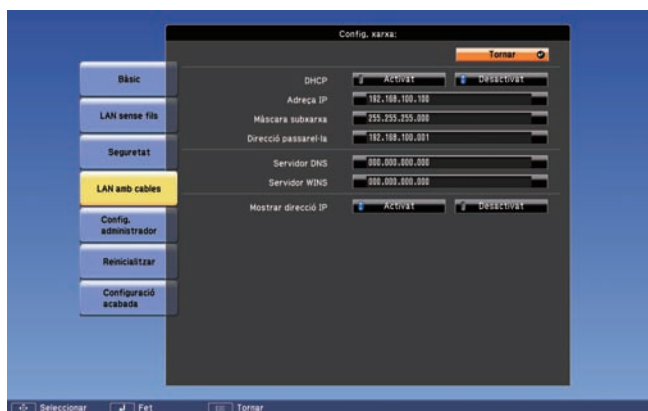 Config. xarxa:
Tornar
Bàsic
LAN sense fils
Seguretat
LAN amb cables
Config. administrador
Reinicialitzar
Configuració acabada
DHCP Activat Desactivat
Adreça IP 192.168.100.100
Màscara subxarxa 255.255.255.000
Direcció passarel·la 192.168.100.001
Servidor DNS 000.000.000.000
Servidor WINS 000.000.000.000
Mostrar direcció IP Activat Desactivat
Seleccionar Fet Tornar